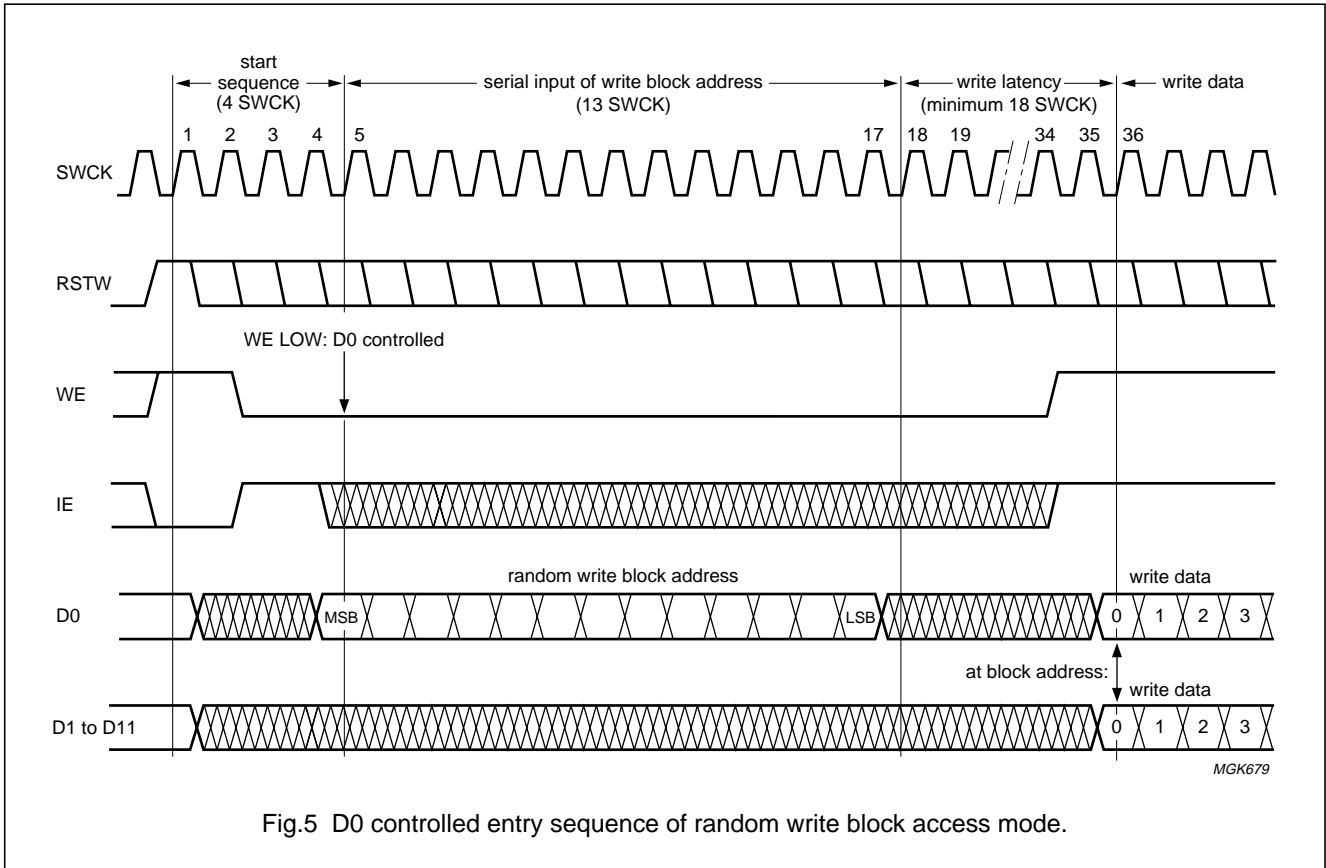 start
sequence
(4 SWCK)
serial input of write block address
(13 SWCK)
write latency
(minimum 18 SWCK)
write data
1 2 3 4 5 17 18 19 34 35 36
SWCK
RSTW
WE LOW: D0 controlled
WE
IE
random write block address write data
D0 MSB LSB 0 1 2 3
at block address:
write data
D1 to D11 0 1 2 3
MGK679
Fig.5 D0 controlled entry sequence of random write block access mode.